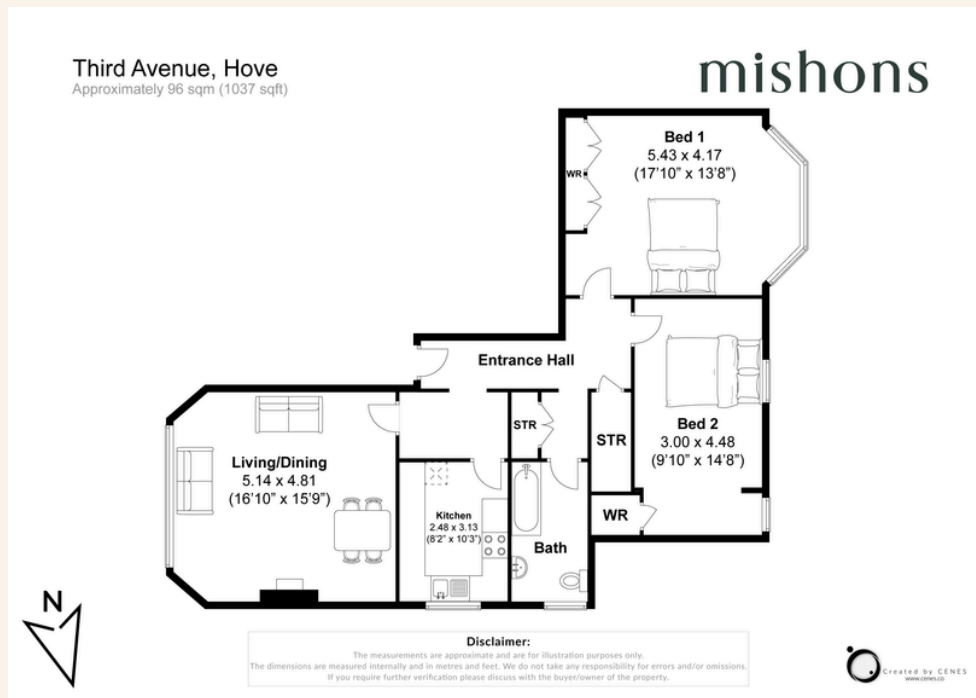 Third Avenue, Hove
Approximately 96 sqm (1037 sqft)
mishons
Bed 1
5.43 x 4.17
(17'10" x 13'8")
WR
Entrance Hall
Bed 2
3.00 x 4.48
(9'10" x 14'8")
STR
STR
WR
Living/Dining
5.14 x 4.81
(16'10" x 15'9")
Kitchen
2.48 x 3.13
(8'2" x 10'3")
Bath
N
Disclaimer:
The measurements are approximate and are for illustration purposes only.
The dimensions are measured internally and in metres and feet. We do not take any responsibility for errors and/or omissions.
If you require further verification please discuss with the buyer/owner of the property.
Created by CENES
www.cenes.co